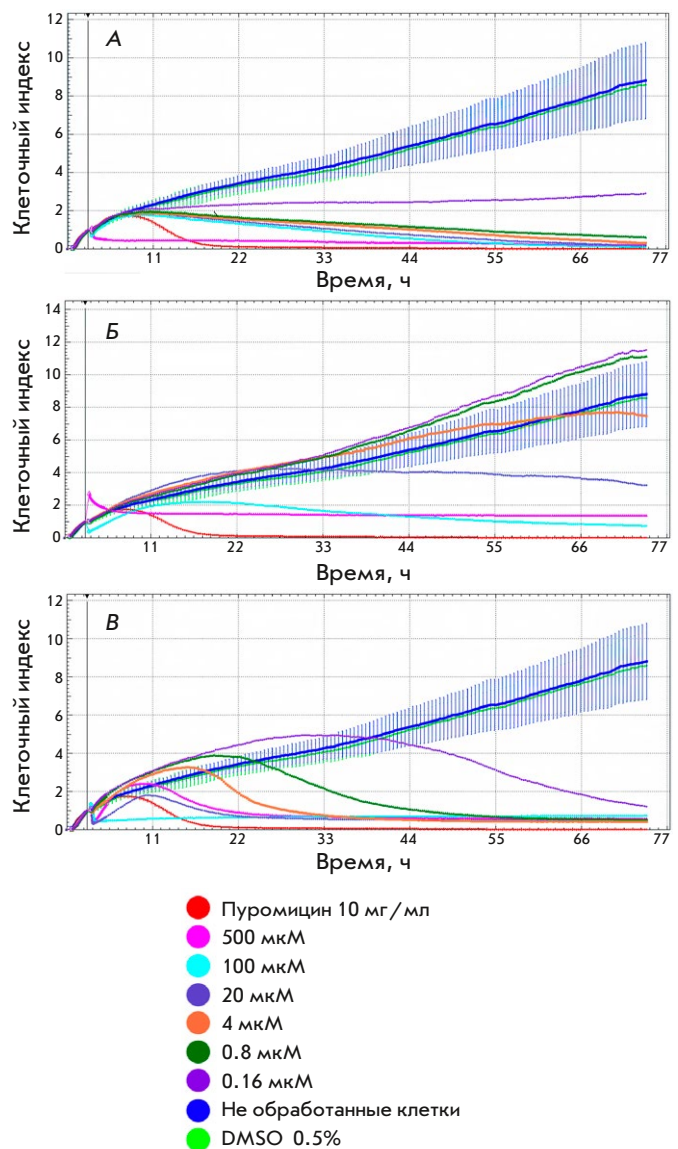 А
12
10
8
6
4
2
0
Клеточный индекс
11 22 33 44 55 66 77
Время, ч
Б
14
12
10
8
6
4
2
0
Клеточный индекс
11 22 33 44 55 66 77
Время, ч
В
12
10
8
6
4
2
0
Клеточный индекс
11 22 33 44 55 66 77
Время, ч
Пуромицин 10 мг/мл
500 мкМ
100 мкМ
20 мкМ
4 мкМ
0.8 мкМ
0.16 мкМ
Не обработанные клетки
DMSO 0.5%